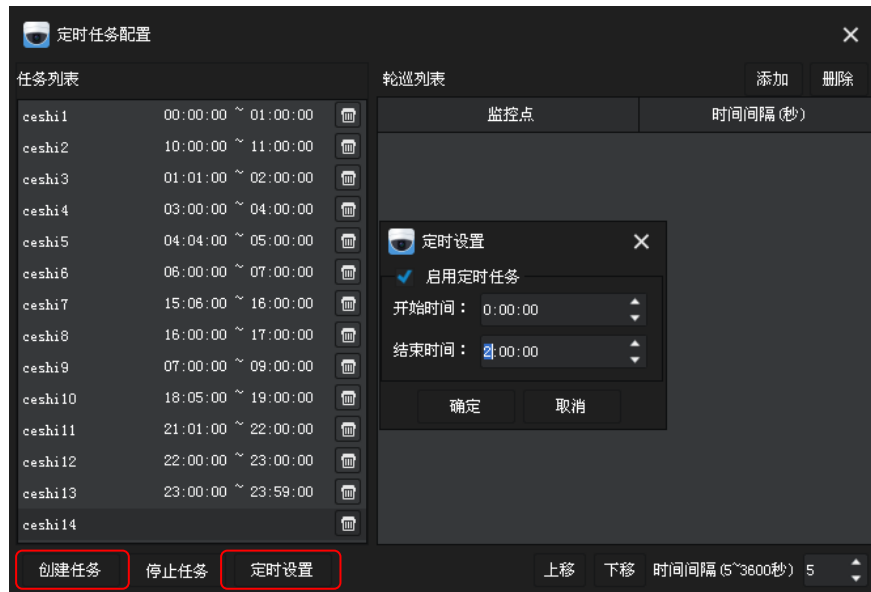 定时任务配置
任务列表
轮巡列表 添加 删除
监控点 时间间隔(秒)
ceshi1 00:00:00 ~ 01:00:00
ceshi2 10:00:00 ~ 11:00:00
ceshi3 01:01:00 ~ 02:00:00
ceshi4 03:00:00 ~ 04:00:00
ceshi5 04:04:00 ~ 05:00:00
ceshi6 06:00:00 ~ 07:00:00
ceshi7 15:06:00 ~ 16:00:00
ceshi8 16:00:00 ~ 17:00:00
ceshi9 07:00:00 ~ 09:00:00
ceshi10 18:05:00 ~ 19:00:00
ceshi11 21:01:00 ~ 22:00:00
ceshi12 22:00:00 ~ 23:00:00
ceshi13 23:00:00 ~ 23:59:00
ceshi14
定时设置
启用定时任务
开始时间： 0:00:00
结束时间： 2:00:00
确定 取消
创建任务 停止任务 定时设置 上移 下移 时间间隔(5~3600秒) 5